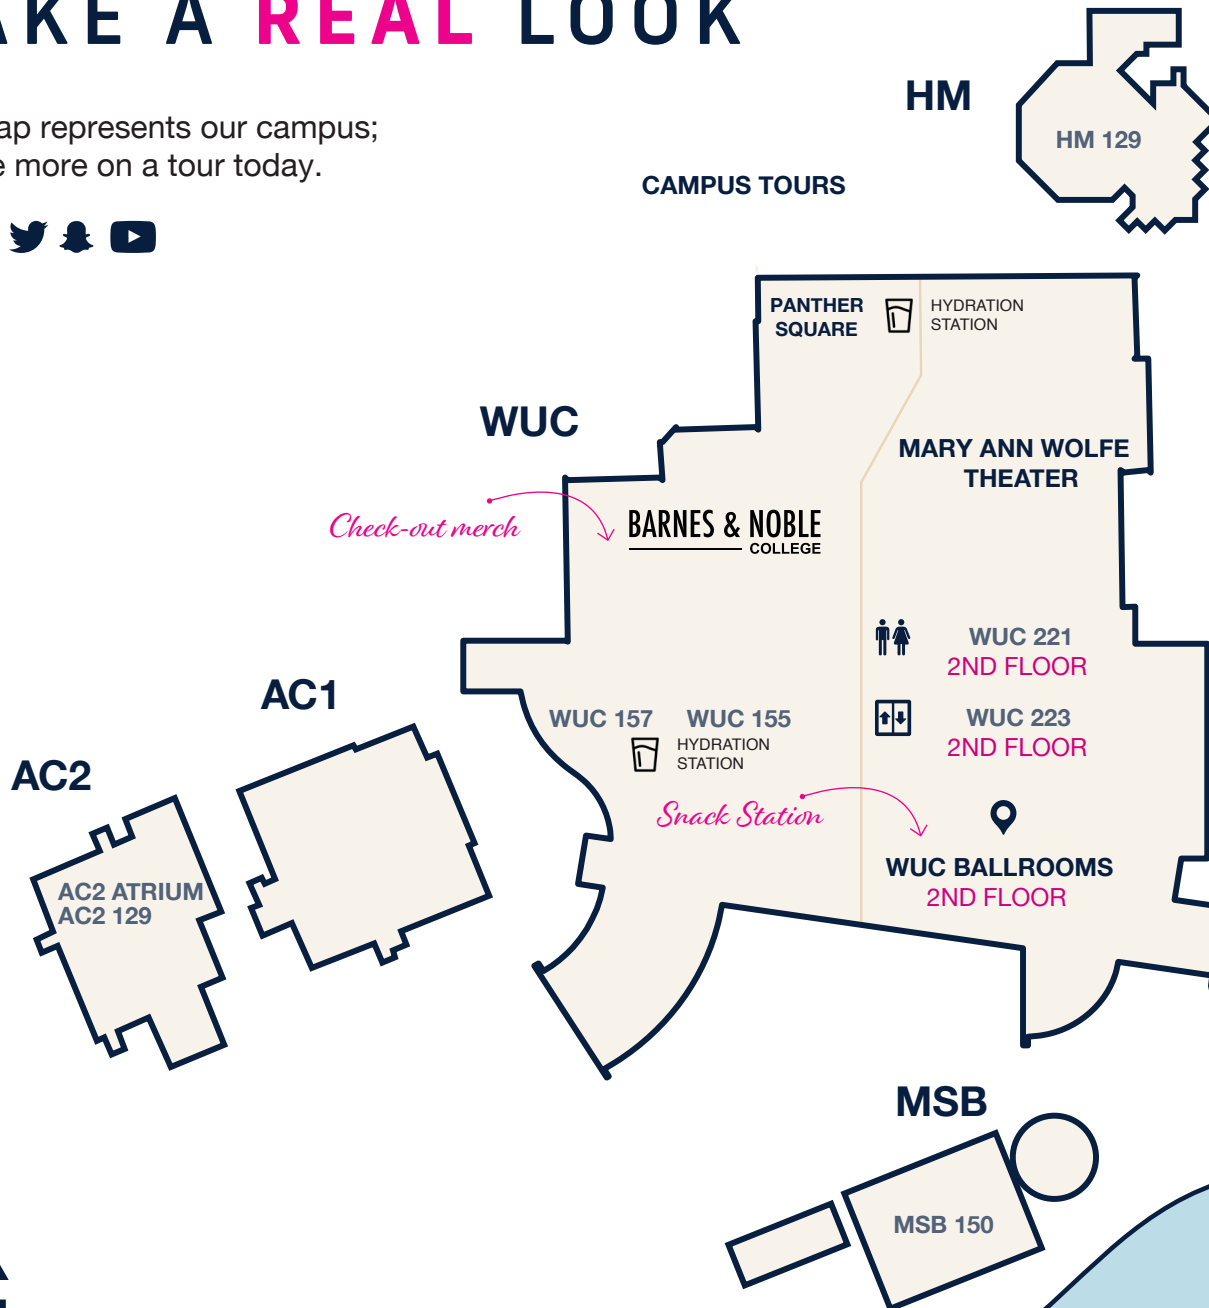 AKE A REAL LOOK
HM
ap represents our campus;
e more on a tour today.
HM 129
CAMPUS TOURS
PANTHER
SQUARE
HYDRATION
STATION
WUC
MARY ANN WOLFE
THEATER
Check-out merch
BARNES & NOBLE
COLLEGE
WUC 221
2ND FLOOR
AC1
WUC 157
WUC 155
HYDRATION
STATION
WUC 223
2ND FLOOR
AC2
Snack Station
WUC BALLROOMS
2ND FLOOR
AC2 ATRIUM
AC2 129
MSB
MSB 150